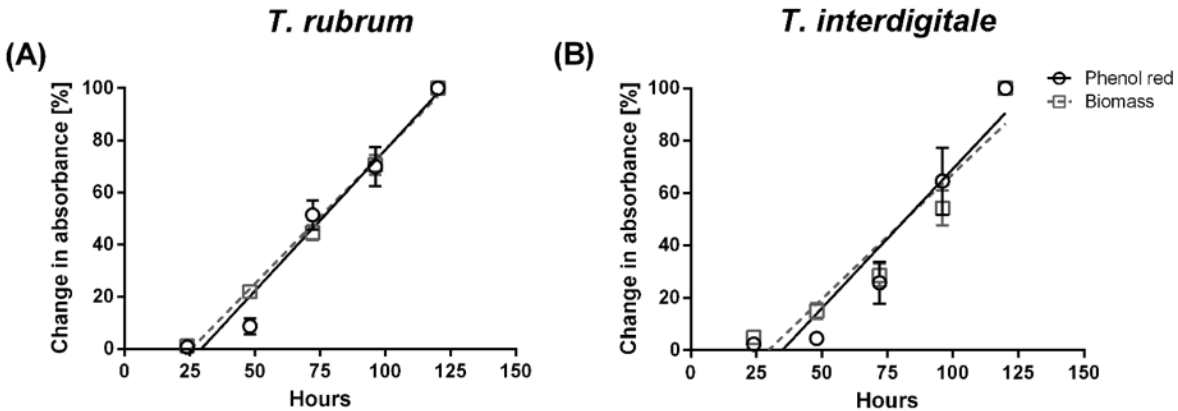 T. rubrum
(A)
Change in absorbance [%]
100
80
60
40
20
0
0 25 50 75 100 125 150
Hours
T. interdigitale
(B)
Change in absorbance [%]
100
80
60
40
20
0
0 25 50 75 100 125 150
Hours
Phenol red
Biomass